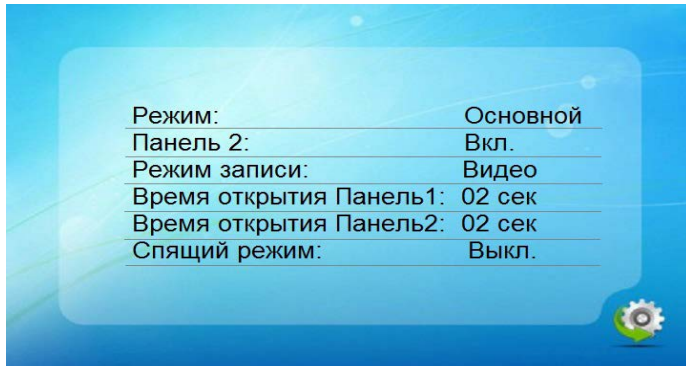 Режим: Основной
Панель 2: Вкл.
Режим записи: Видео
Время открытия Панель1: 02 сек
Время открытия Панель2: 02 сек
Спящий режим: Выкл.